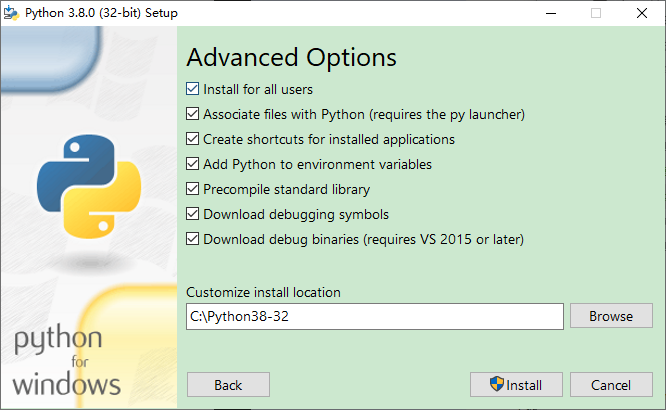 Python 3.8.0 (32-bit) Setup
Advanced Options
Install for all users
Associate files with Python (requires the py launcher)
Create shortcuts for installed applications
Add Python to environment variables
Precompile standard library
Download debugging symbols
Download debug binaries (requires VS 2015 or later)
Customize install location
C:\Python38-32
Browse
python
for
windows
Back
Install
Cancel